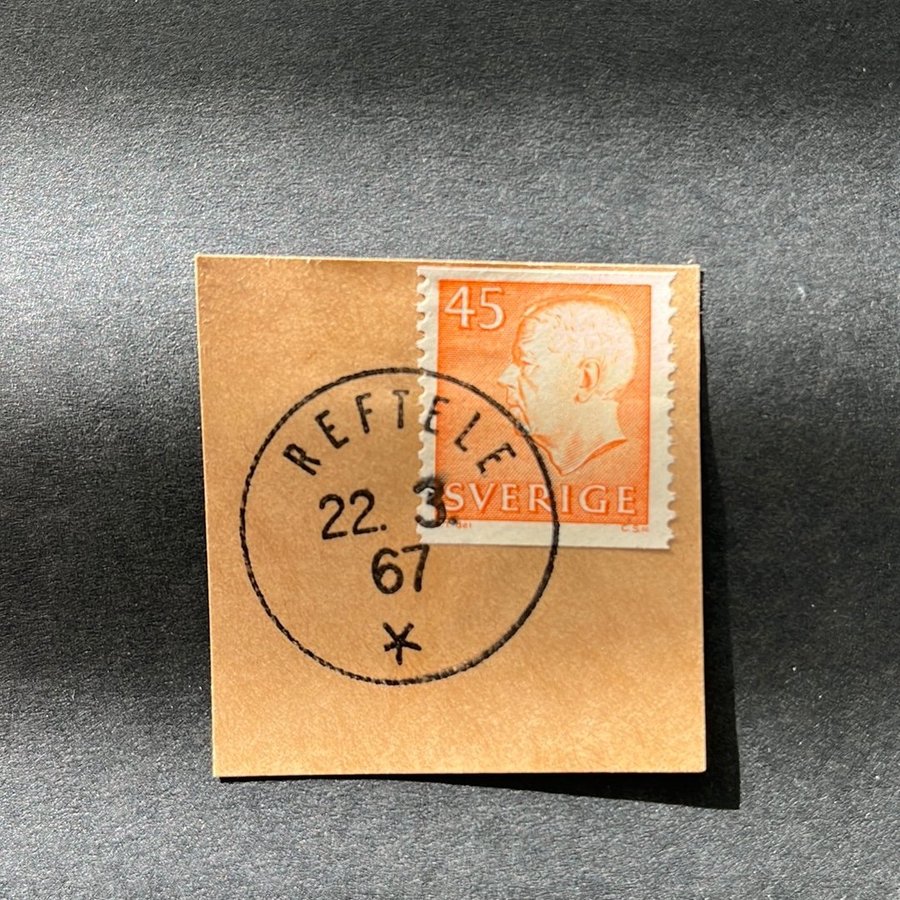 45
SVERIGE
REFTELE
22. 3.
67